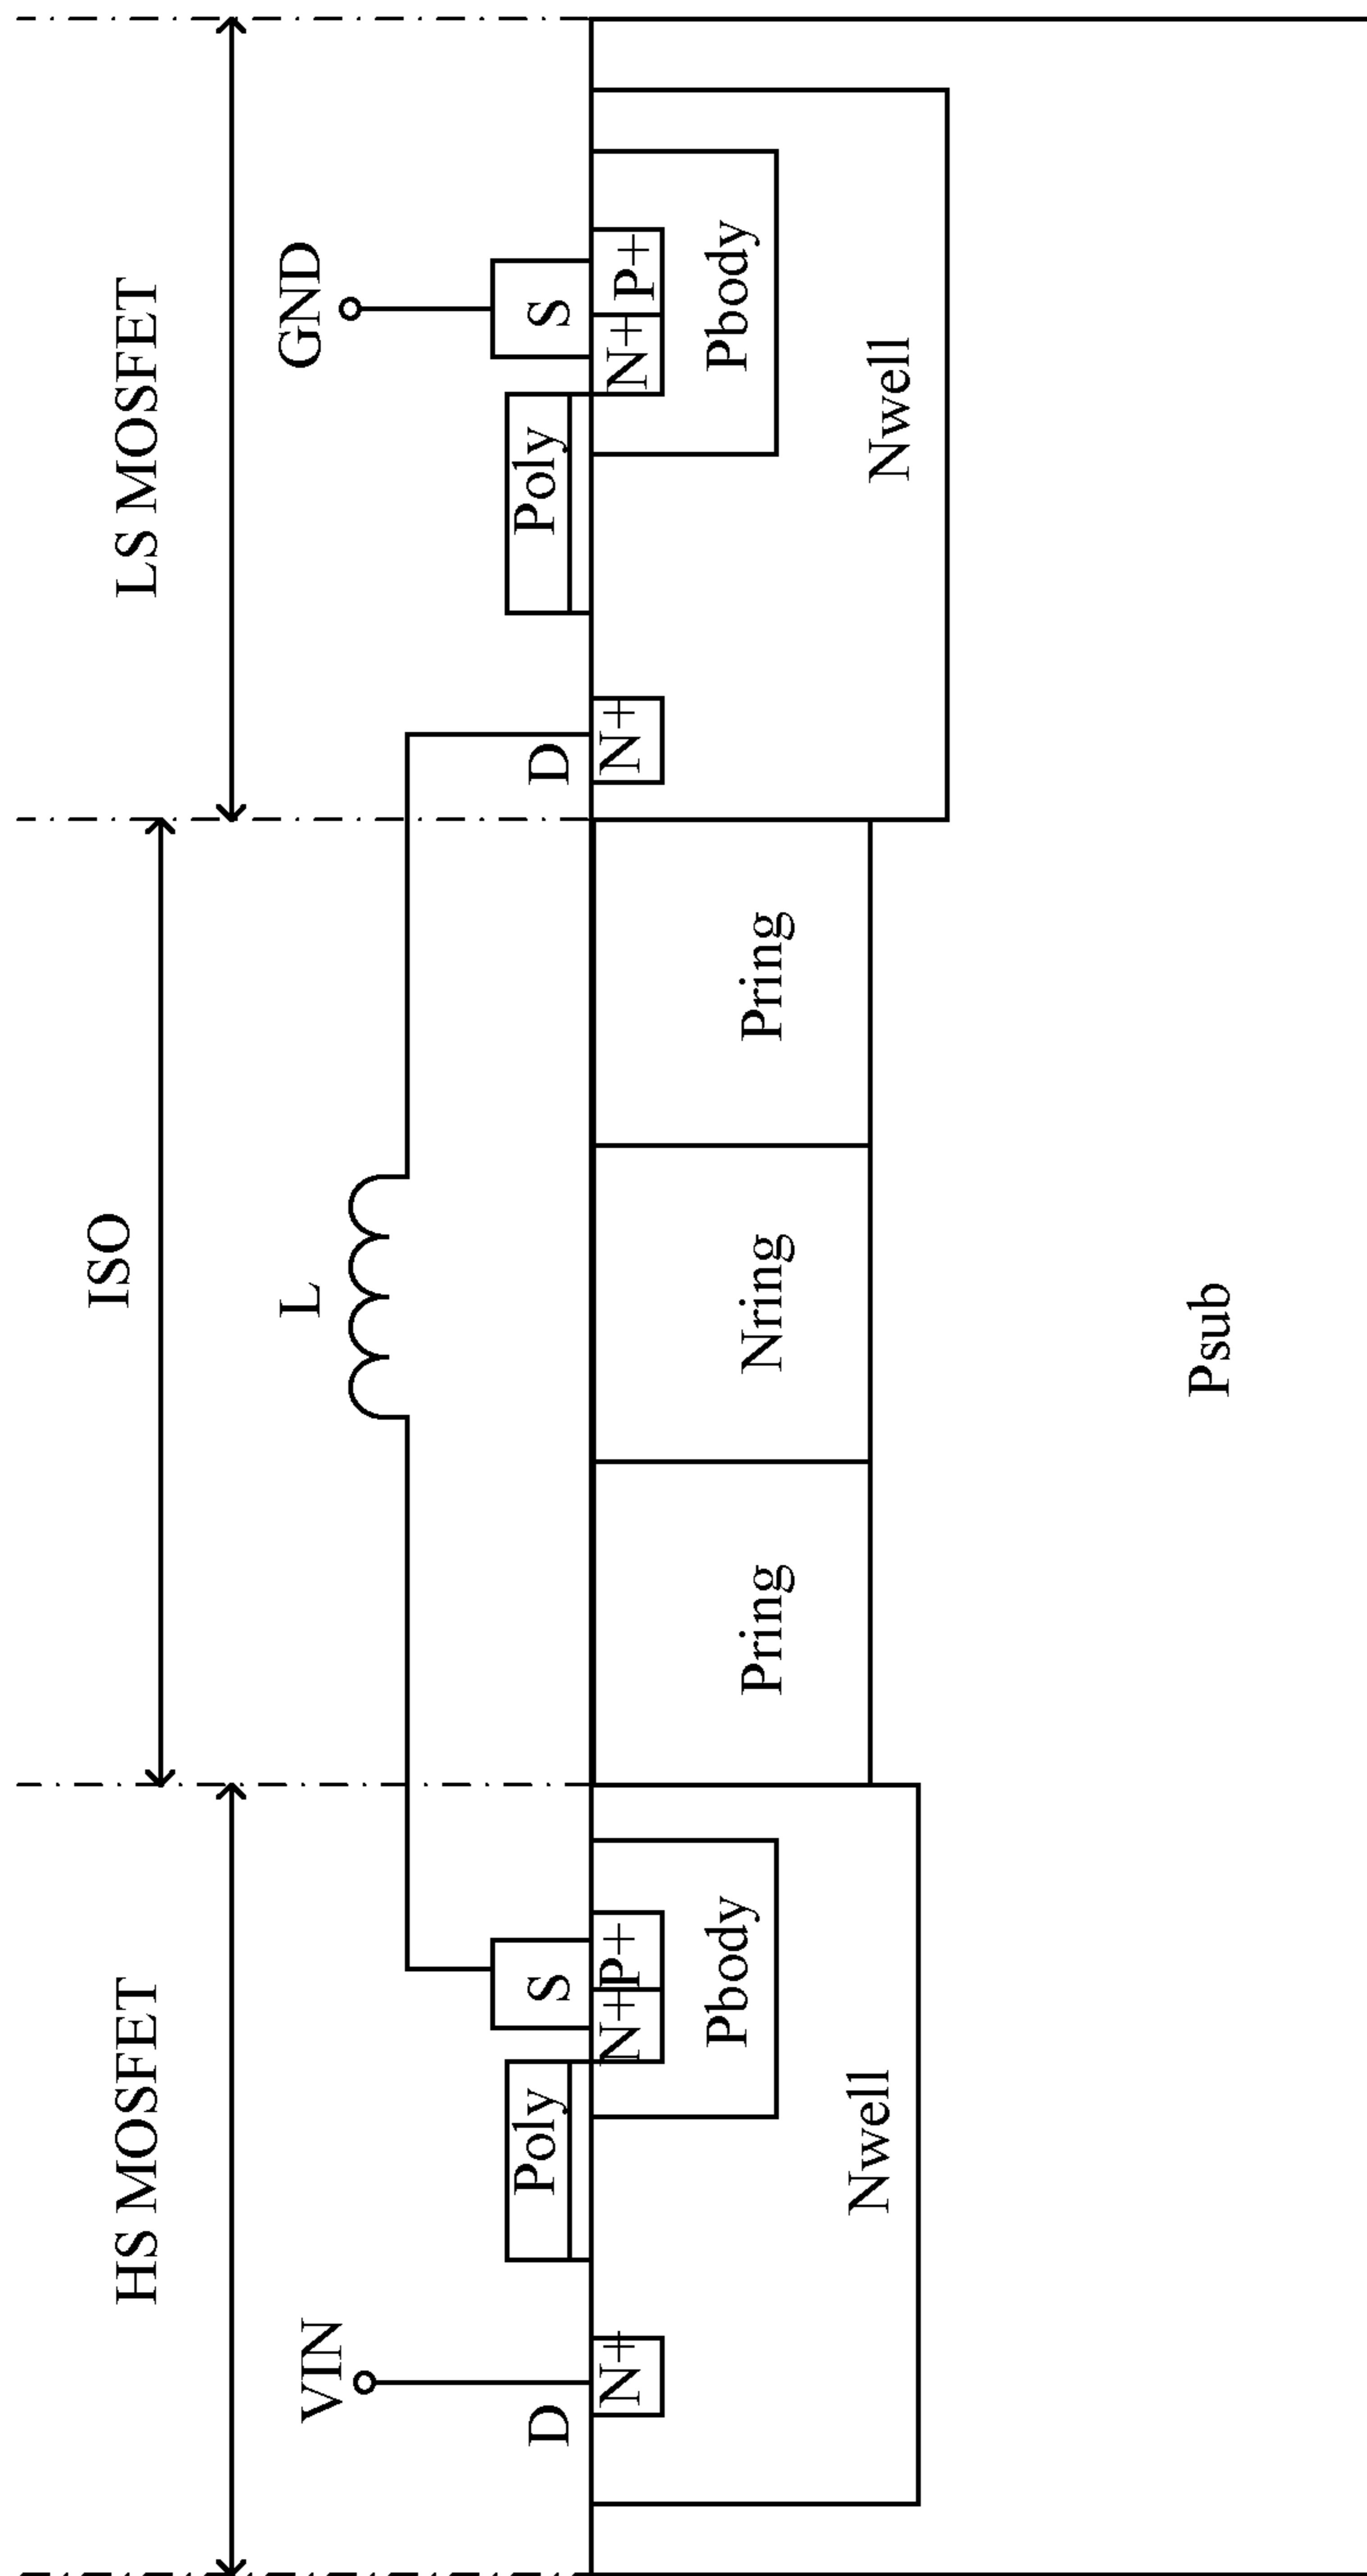 HS MOSFET
ISO
LS MOSFET
VIN
L
GND
D
Poly
S
D
Poly
S
N+
N+
P+
N+
N+
P+
Pbody
Pbody
Nwell
Pring
Nring
Pring
Nwell
Psub